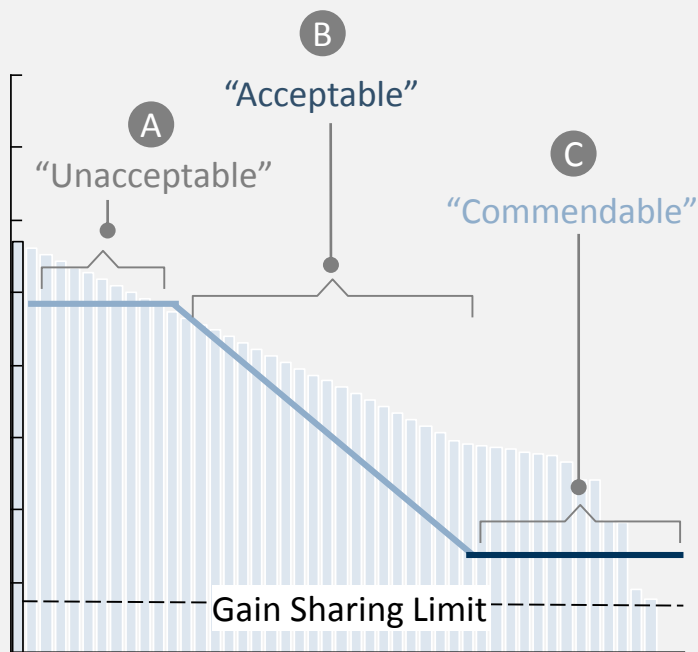 B
“Acceptable”
A
“Unacceptable”
C
“Commendable”
Gain Sharing Limit